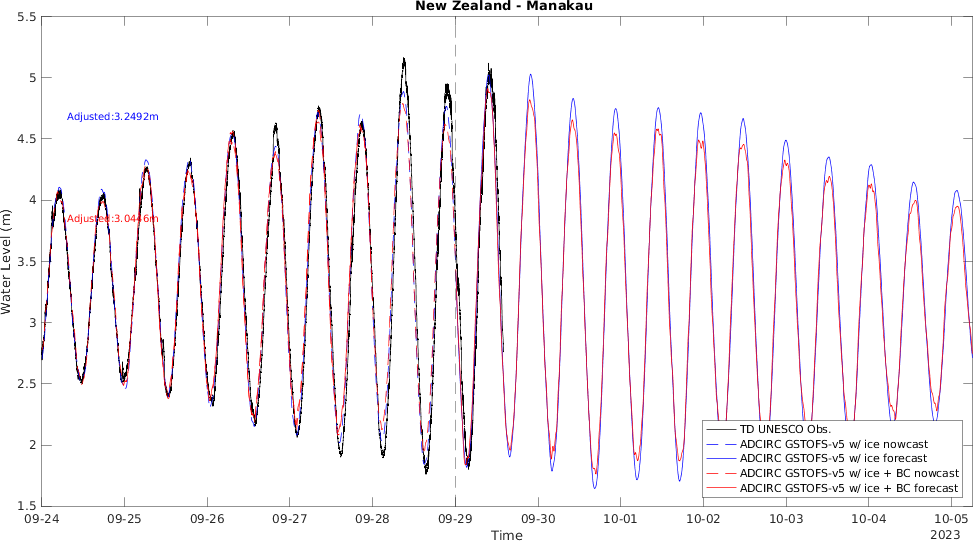 New Zealand - Manakau
5.5
5
4.5
4
3.5
3
2.5
2
1.5
Water Level (m)
Adjusted:3.2492m
Adjusted:3.0446m
TD UNESCO Obs.
ADCIRC GSTOFS-v5 w/ ice nowcast
ADCIRC GSTOFS-v5 w/ ice forecast
ADCIRC GSTOFS-v5 w/ ice + BC nowcast
ADCIRC GSTOFS-v5 w/ ice + BC forecast
09-24 09-25 09-26 09-27 09-28 09-29 09-30 10-01 10-02 10-03 10-04 10-05
Time
2023